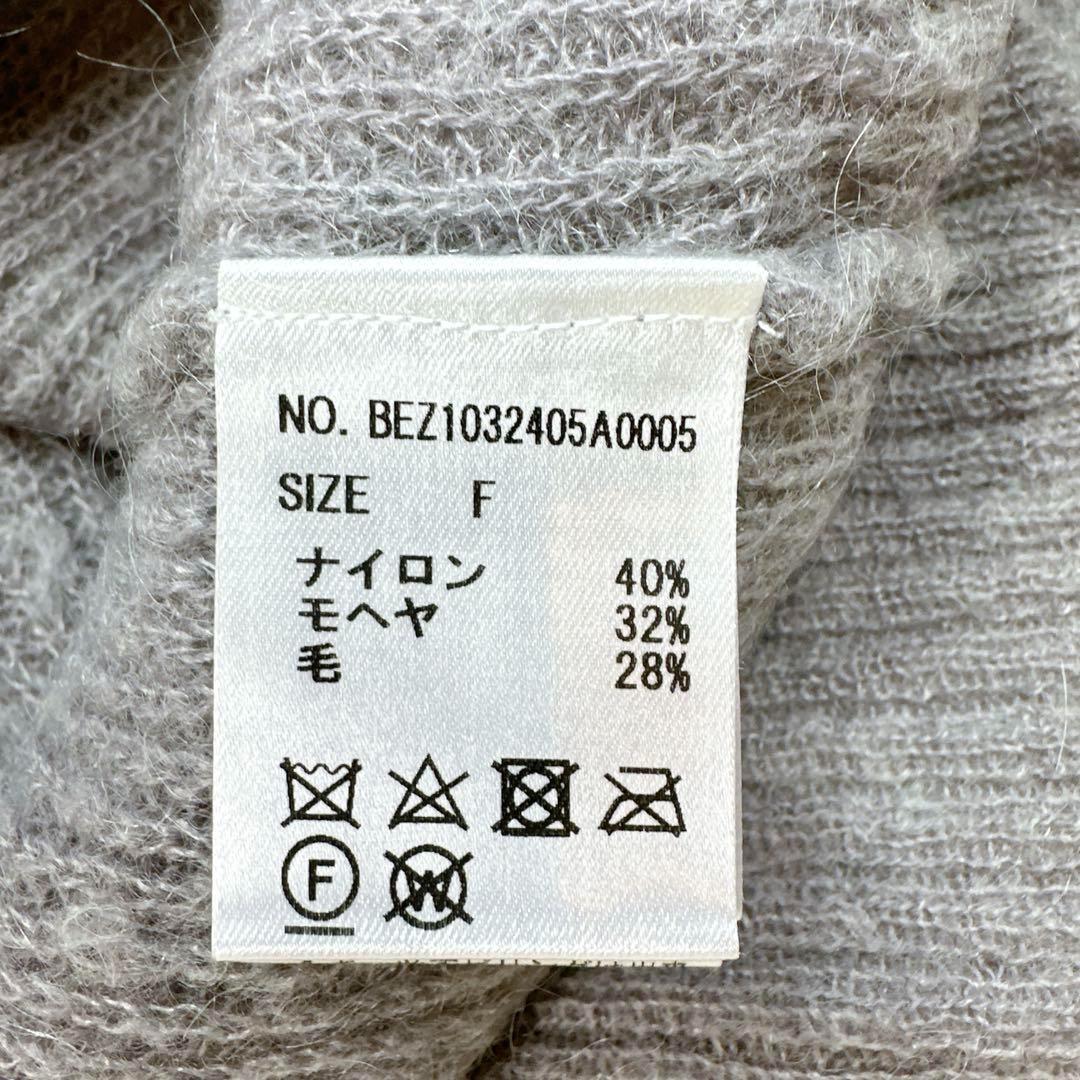 NO. BEZ1032405A0005
SIZE F
ナイロン 40%
モヘヤ 32%
毛 28%
F W